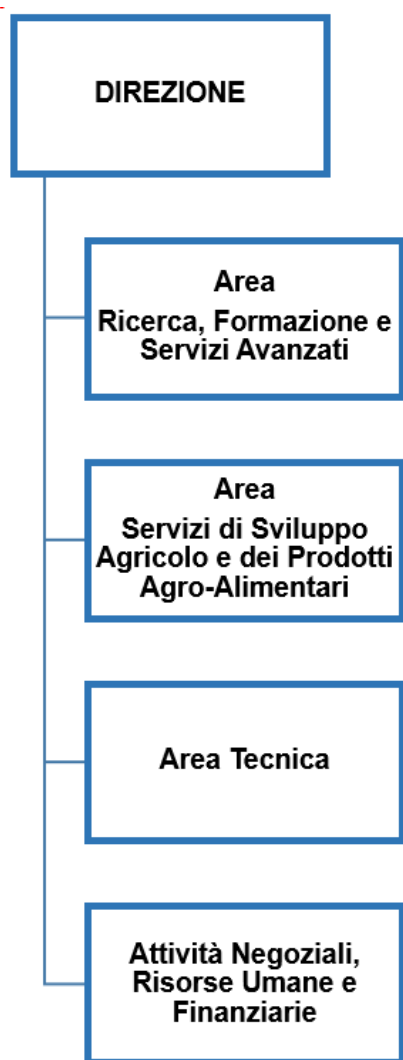 DIREZIONE
Area
Ricerca, Formazione e
Servizi Avanzati
Area
Servizi di Sviluppo
Agricolo e dei Prodotti
Agro-Alimentari
Area Tecnica
Attività Negoziali,
Risorse Umane e
Finanziarie